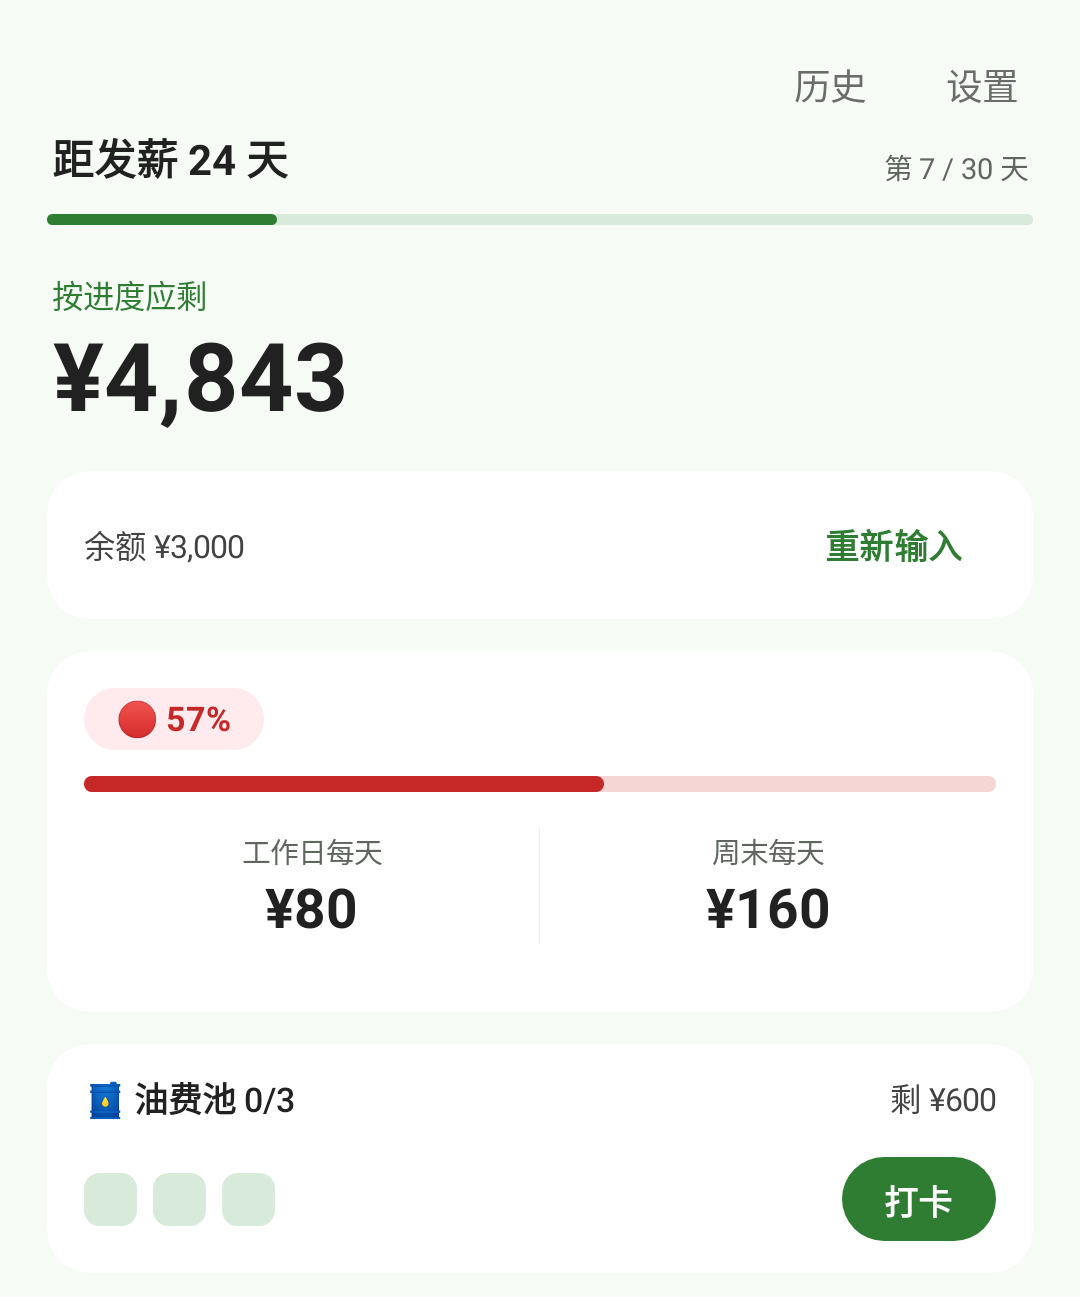 历史 设置
距发薪 24 天
第 7 / 30 天
按进度应剩
¥4,843
余额 ¥3,000
重新输入
57%
工作日每天
¥80
周末每天
¥160
油费池 0/3
剩 ¥600
打卡